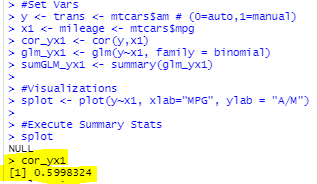 > #Set Vars
> y <- trans <- mtcars$am # (0=auto,1=manual)
> x1 <- mileage <- mtcars$mpg
> cor_yx1 <- cor(y,x1)
> glm_yx1 <- glm(y~x1, family = binomial)
> sumGLM_yx1 <- summary(glm_yx1)
>
> #Visualizations
> splot <- plot(y~x1, xlab="MPG", ylab = "A/M")
>
> #Execute Summary Stats
> splot
NULL
> cor_yx1
[1] 0.5998324